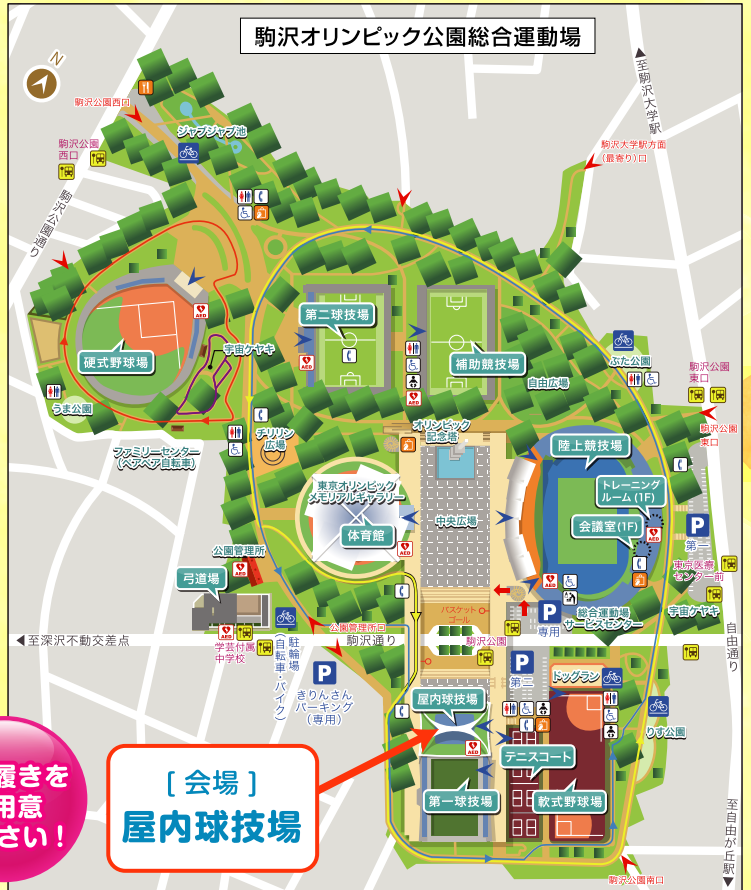 駒沢オリンピック公園総合運動場
N
▲至駒沢大学駅
駒沢公園西口
ジャブジャブ池
駒沢公園
西口
駒沢大学駅方面
(最寄り)口
駒沢公園通り
第二球技場
AED
硬式野球場
宇宙ケヤキ
AED
補助競技場
ぶた公園
自由広場
AED
駒沢公園
東口
うま公園
駒沢公園
東口
ファミリーセンター
(ペアペア自転車)
チリリン
広場
オリンピック
記念塔
陸上競技場
東京オリンピック
メモリアルギャラリー
トレーニング
ルーム(1F)
中央広場
体育館
会議室(1F)
AED
P
第一
AED
公園管理所
AED
弓道場
AED
東京医療
センター前
バスケット
ゴール
P
専用
総合運動場
サービスセンター
宇宙ケヤキ
AED
◀至深沢不動交差点
学芸付属
中学校
駐輪場
(自転車・バイク)
公園管理所口
駒沢通り
駒沢公園
自由通り
P
きりんさん
パーキング
(専用)
P
第二
ドッグラン
屋内球技場
りす公園
AED
テニスコート
第一球技場
軟式野球場
[ 会場 ]
屋内球技場
履きを
用意
さい！
至自由が丘駅▼
駒沢公園南口